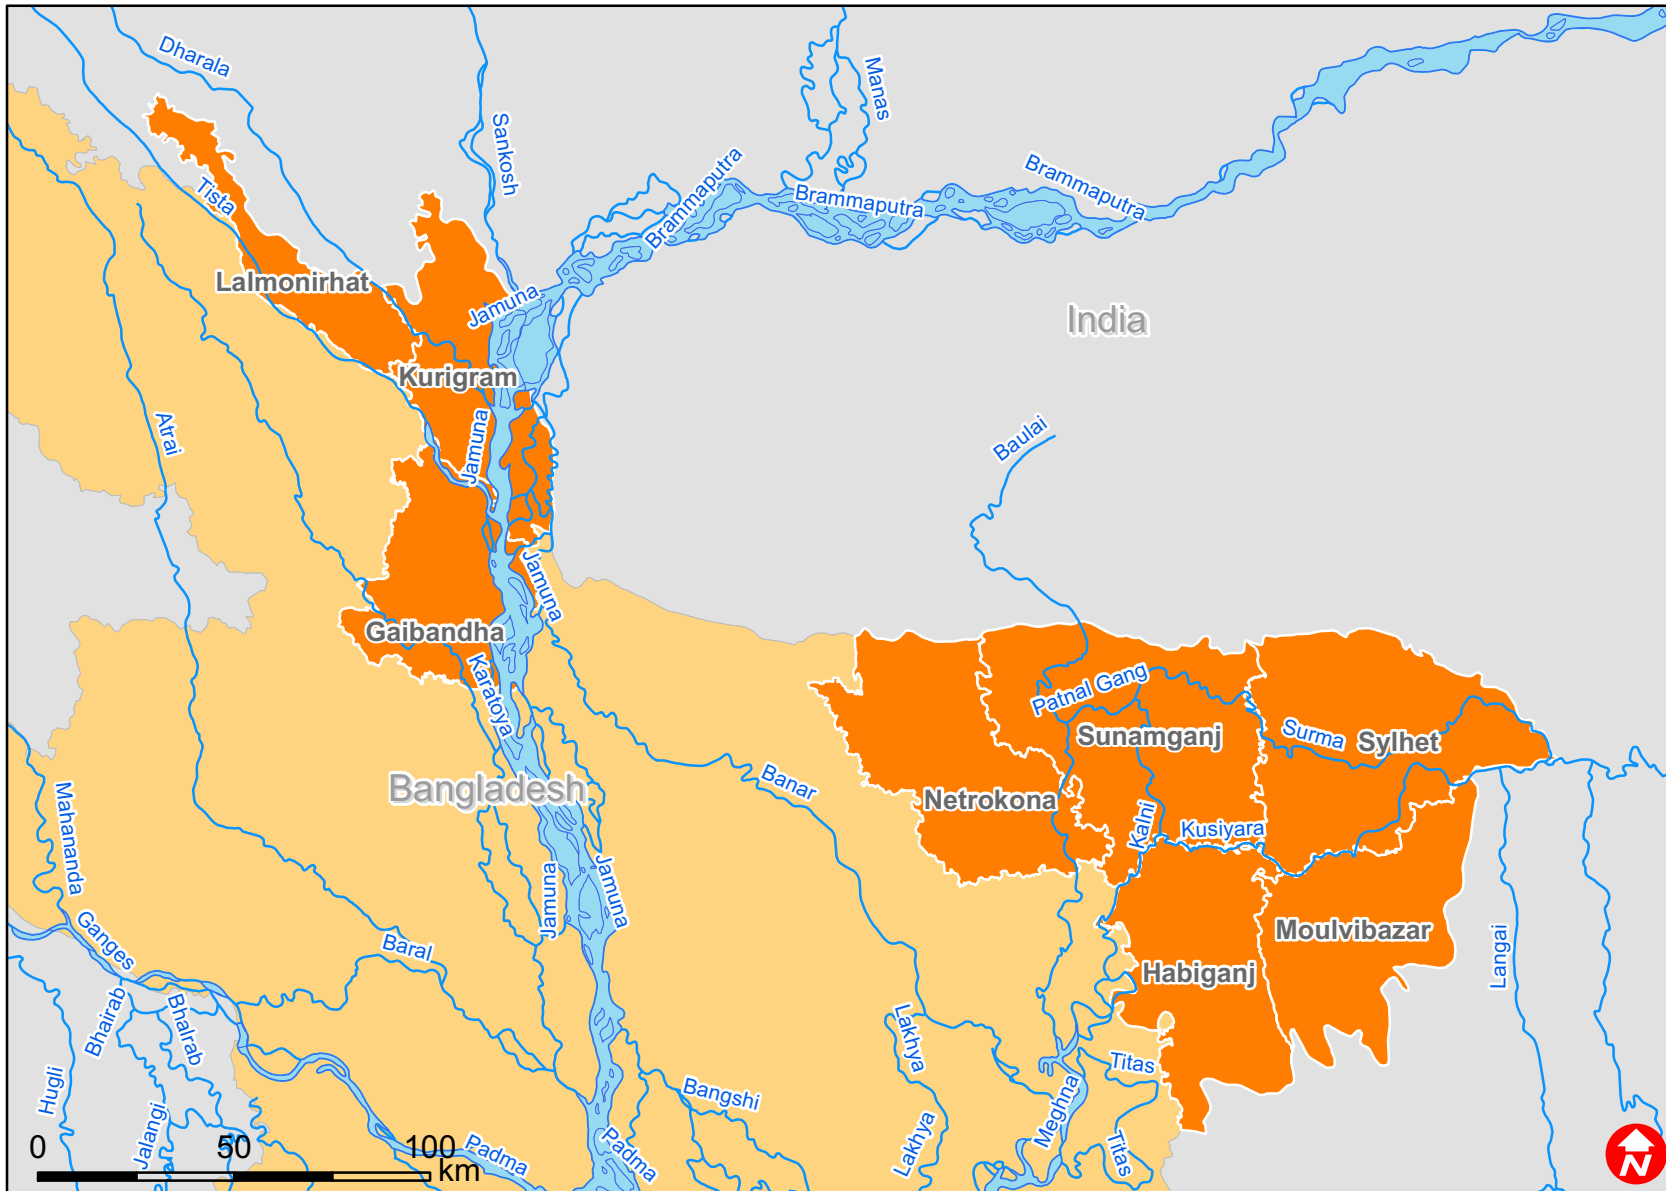 Dharala
Manas
Sankosh
Brammaputra
Brammaputra
Brammaputra
Tista
Lalmonirhat
Jamuna
India
Kurigram
Atrai
Jamuna
Baulai
Jamuna
Gaibandha
Karatoya
Patnal Gang
Sunamganj
Surma
Sylhet
Bangladesh
Banar
Netrokona
Kalni
Kusiyara
Mahananda
Jamuna
Jamuna
Ganges
Baral
Moulvibazar
Habiganj
Langai
Bhairab
Bhalrab
Lakhya
Titas
Hugli
Jalangi
Bangshi
Meghna
Lakhya
Titas
Padma
Padma
0 50 100
km
N